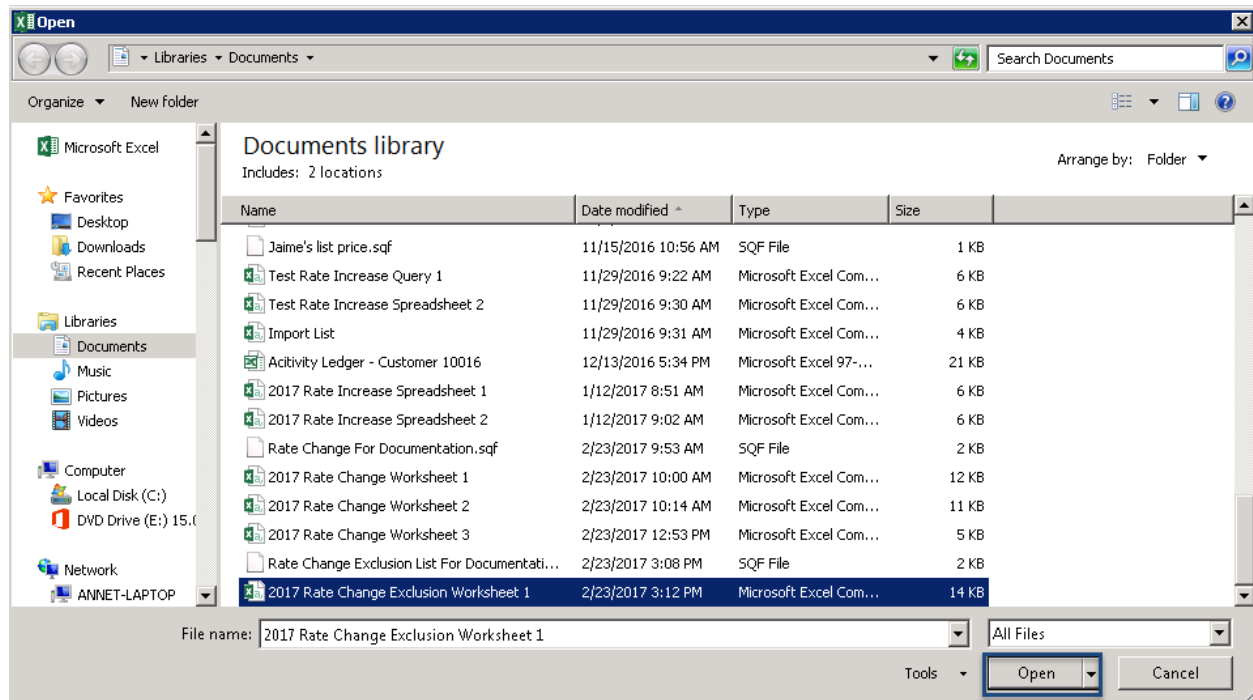 Open
Libraries Documents
Search Documents
Organize New folder
Microsoft Excel
Favorites
Desktop
Downloads
Recent Places
Libraries
Documents
Music
Pictures
Videos
Computer
Local Disk (C:)
DVD Drive (E:) 15.0
Network
ANNET-LAPTOP
Documents library
Includes: 2 locations
Arrange by: Folder
Name Date modified Type Size
Jaime's list price.sqf 11/15/2016 10:56 AM SQF File 1 KB
Test Rate Increase Query 1 11/29/2016 9:22 AM Microsoft Excel Com... 6 KB
Test Rate Increase Spreadsheet 2 11/29/2016 9:30 AM Microsoft Excel Com... 6 KB
Import List 11/29/2016 9:31 AM Microsoft Excel Com... 4 KB
Acitivity Ledger - Customer 10016 12/13/2016 5:34 PM Microsoft Excel 97-... 21 KB
2017 Rate Increase Spreadsheet 1 1/12/2017 8:51 AM Microsoft Excel Com... 6 KB
2017 Rate Increase Spreadsheet 2 1/12/2017 9:02 AM Microsoft Excel Com... 6 KB
Rate Change For Documentation.sqf 2/23/2017 9:53 AM SQF File 2 KB
2017 Rate Change Worksheet 1 2/23/2017 10:00 AM Microsoft Excel Com... 12 KB
2017 Rate Change Worksheet 2 2/23/2017 10:14 AM Microsoft Excel Com... 11 KB
2017 Rate Change Worksheet 3 2/23/2017 12:53 PM Microsoft Excel Com... 5 KB
Rate Change Exclusion List For Documentati... 2/23/2017 3:08 PM SQF File 2 KB
2017 Rate Change Exclusion Worksheet 1 2/23/2017 3:12 PM Microsoft Excel Com... 14 KB
File name: 2017 Rate Change Exclusion Worksheet 1 All Files
Tools Open Cancel